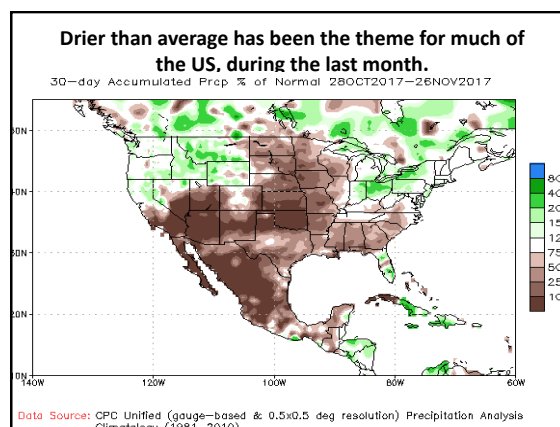 Drier than average has been the theme for much of
the US, during the last month.
30-day Accumulated Prcp % of Normal 28OCT2017-26NOV2017
40N
30N
20N
10N
140W 120W 100W 80W 60W
80
40
20
15
12
75
50
25
10
Data Source: CPC Unified (gauge-based & 0.5x0.5 deg resolution) Precipitation Analysis
Climatology (1981-2010)